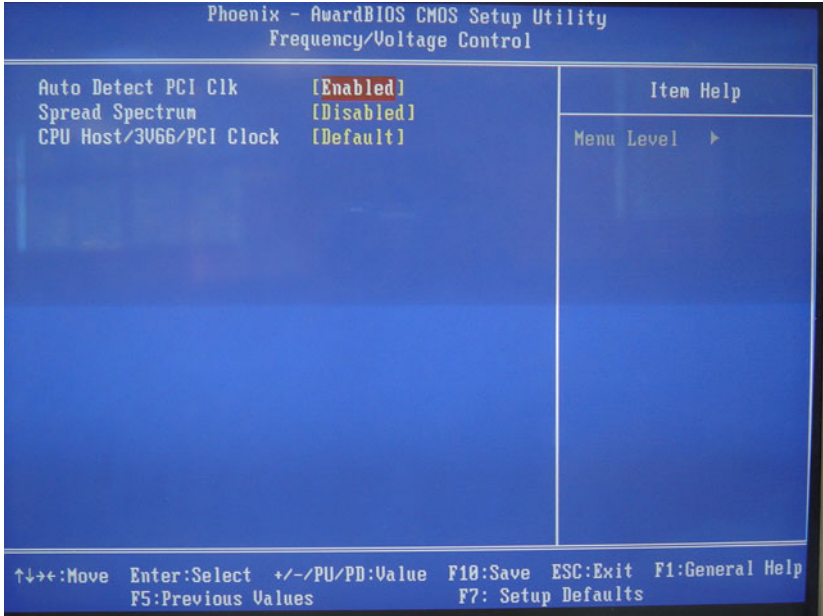 Phoenix - AwardBIOS CMOS Setup Utility
Frequency/Voltage Control
Auto Detect PCI Clk [Enabled]
Spread Spectrum [Disabled]
CPU Host/3V66/PCI Clock [Default]
Item Help
Menu Level ▶
↑↓→←:Move Enter:Select +/-/PU/PD:Value F10:Save ESC:Exit F1:General Help
F5:Previous Values F7: Setup Defaults